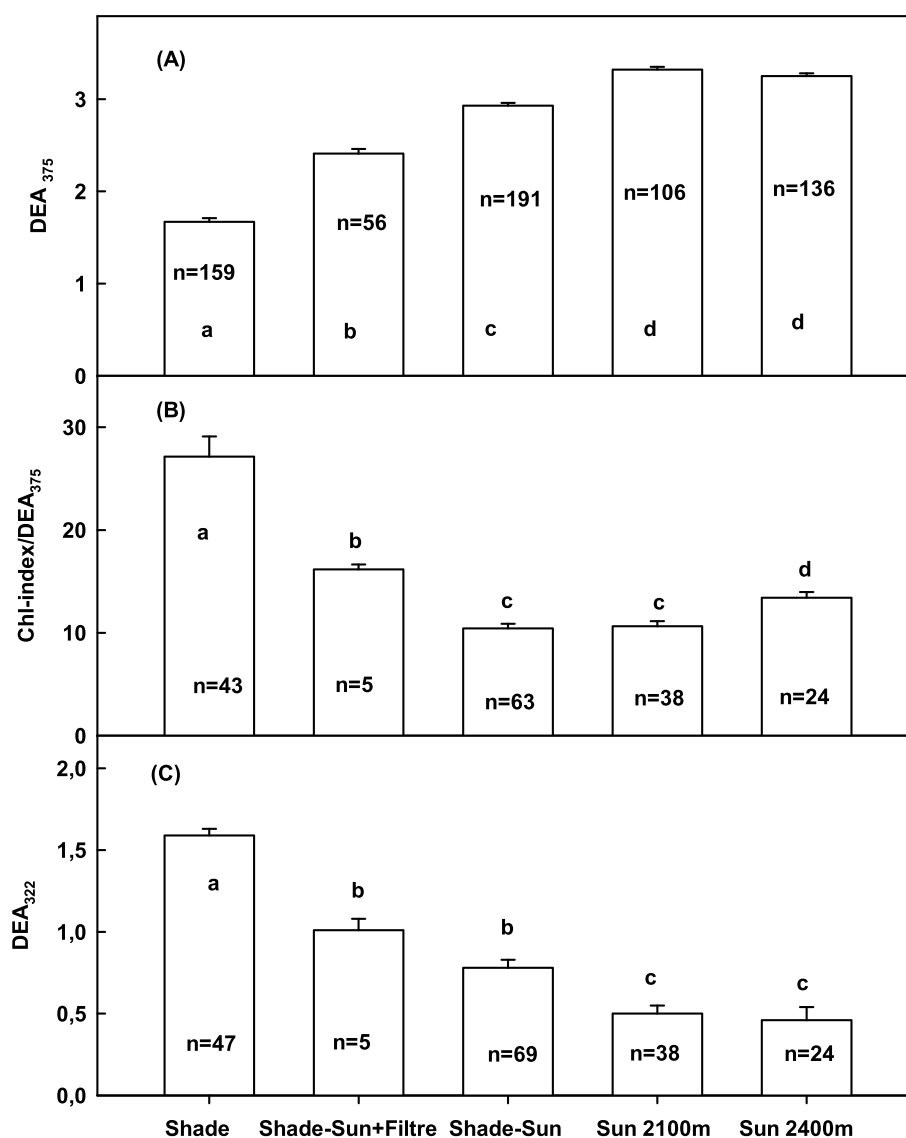 (A)
DEA 375
3
2
1
0
n=159
n=56
n=191
n=106
n=136
a
b
c
d
d
(B)
Chl-index/DEA375
30
20
10
0
a
b
c
c
d
n=43
n=5
n=63
n=38
n=24
(C)
DEA322
2,0
1,5
1,0
0,5
0,0
a
b
b
c
c
n=47
n=5
n=69
n=38
n=24
Shade
Shade-Sun+Filtre
Shade-Sun
Sun 2100m
Sun 2400m